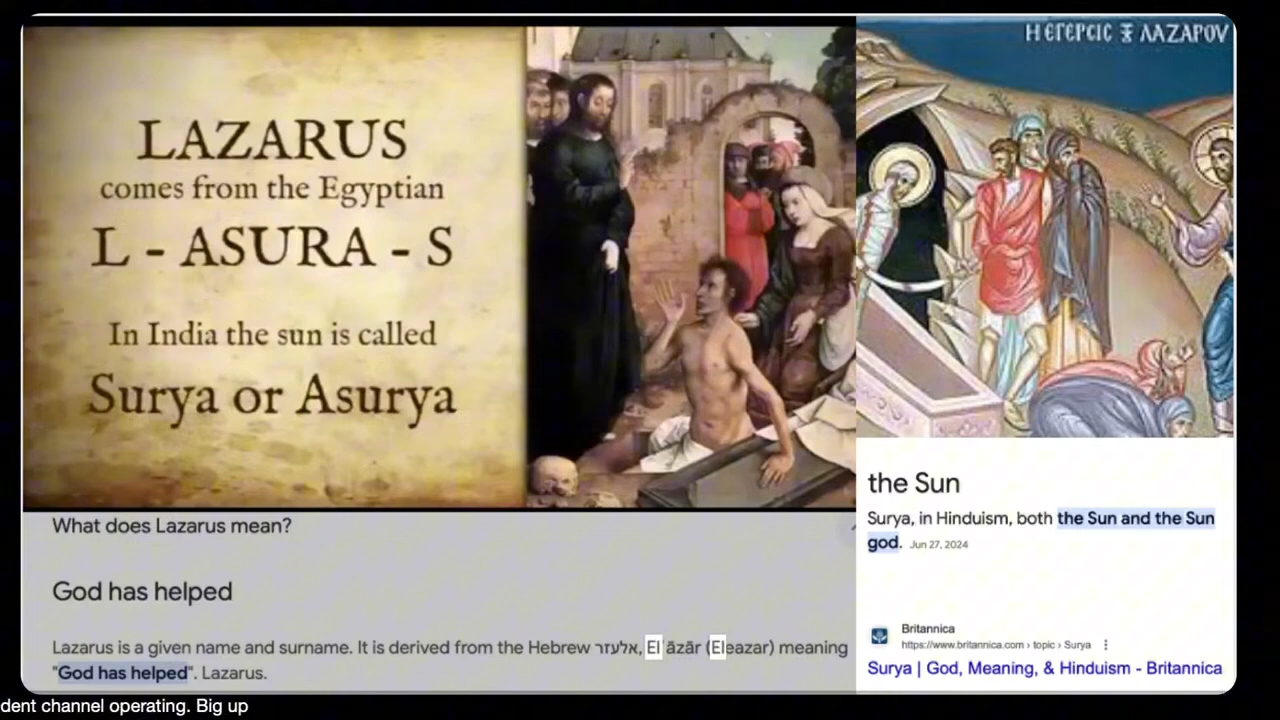 LAZARUS
comes from the Egyptian
L - ASURA - S
In India the sun is called
Surya or Asurya
Η ΕΓΕΡCΙC ΛΑΖΑΡΟΥ
What does Lazarus mean?
God has helped
Lazarus is a given name and surname. It is derived from the Hebrew אלעזר, El āzār (Eleazar) meaning
"God has helped". Lazarus.
the Sun
Surya, in Hinduism, both the Sun and the Sun
god. Jun 27, 2024
Britannica
https://www.britannica.com › topic › Surya
Surya | God, Meaning, & Hinduism - Britannica
dent channel operating. Big up